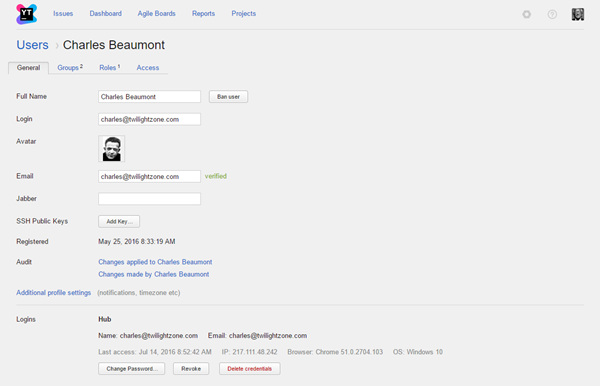 YT
Issues Dashboard Agile Boards Reports Projects
Users › Charles Beaumont
General Groups 2 Roles 1 Access
Full Name Charles Beaumont Ban user
Login charles@twilightzone.com
Avatar
Email charles@twilightzone.com verified
Jabber
SSH Public Keys Add Key...
Registered May 25, 2016 8:33:19 AM
Audit Changes applied to Charles Beaumont
Changes made by Charles Beaumont
Additional profile settings (notifications, timezone etc)
Logins Hub
Name: charles@twilightzone.com Email: charles@twilightzone.com
Last access: Jul 14, 2016 8:52:42 AM IP: 217.111.48.242 Browser: Chrome 51.0.2704.103 OS: Windows 10
Change Password... Revoke Delete credentials